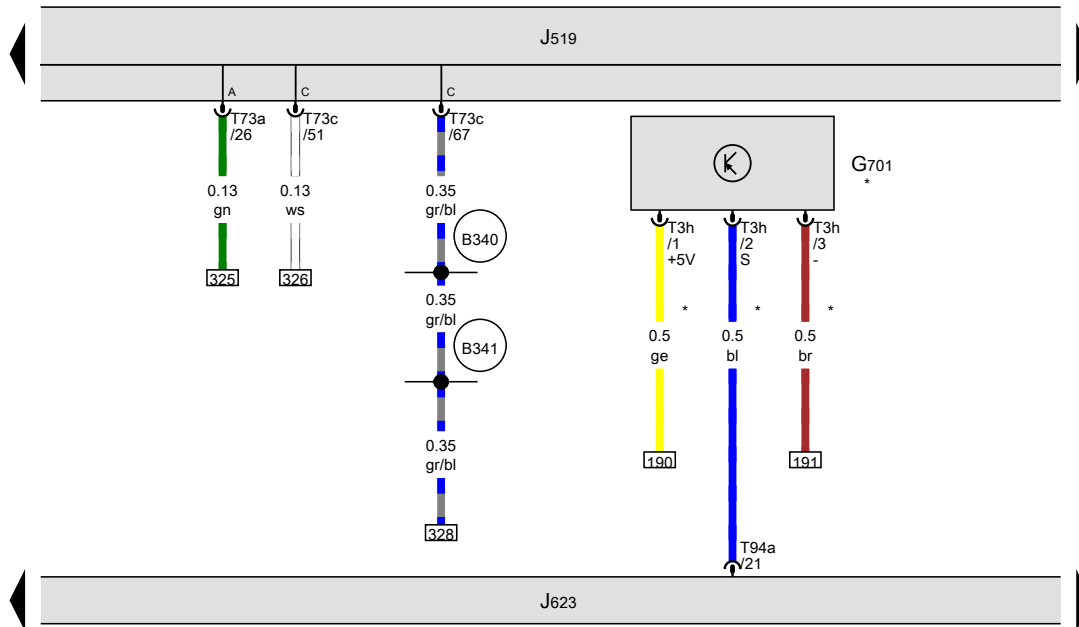 J519
A
C
C
T73a
/26
T73c
/51
T73c
/67
G701
*
0.13
gn
0.13
ws
0.35
gr/bl
T3h
/1
+5V
T3h
/2
S
T3h
/3
-
B340
325
326
0.35
gr/bl
*
*
*
B341
0.5
ge
0.5
bl
0.5
br
0.35
gr/bl
190
191
328
T94a
/21
J623